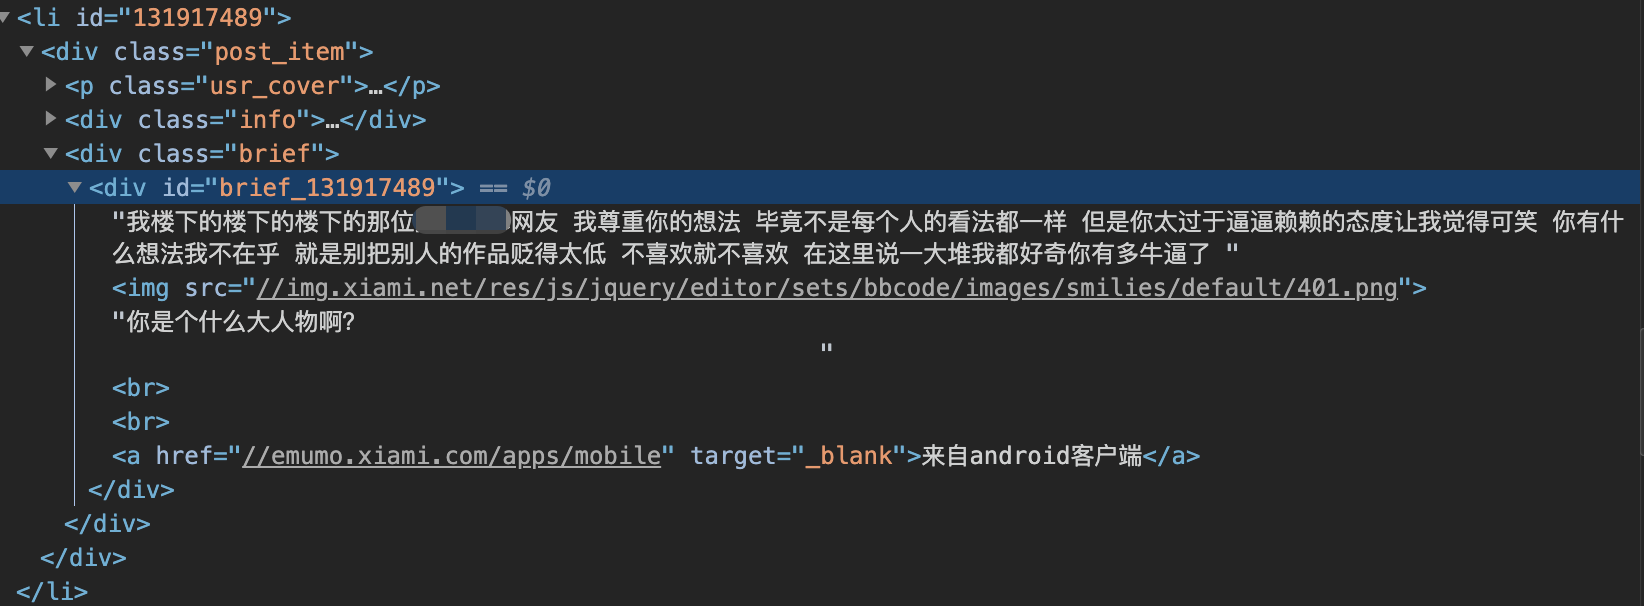 <li id="131917489">
<div class="post_item">
<p class="usr_cover">…</p>
<div class="info">…</div>
<div class="brief">
<div id="brief_131917489"> == $0
"我楼下的楼下的楼下的那位网友 我尊重你的想法 毕竟不是每个人的看法都一样 但是你太过于逼逼赖赖的态度让我觉得可笑 你有什
么想法我不在乎 就是别把别人的作品贬得太低 不喜欢就不喜欢 在这里说一大堆我都好奇你有多牛逼了 "
<img src="//img.xiami.net/res/js/jquery/editor/sets/bbcode/images/smilies/default/401.png">
"你是个什么大人物啊?
"
<br>
<br>
<a href="//emumo.xiami.com/apps/mobile" target="_blank">来自android客户端</a>
</div>
</div>
</div>
</li>